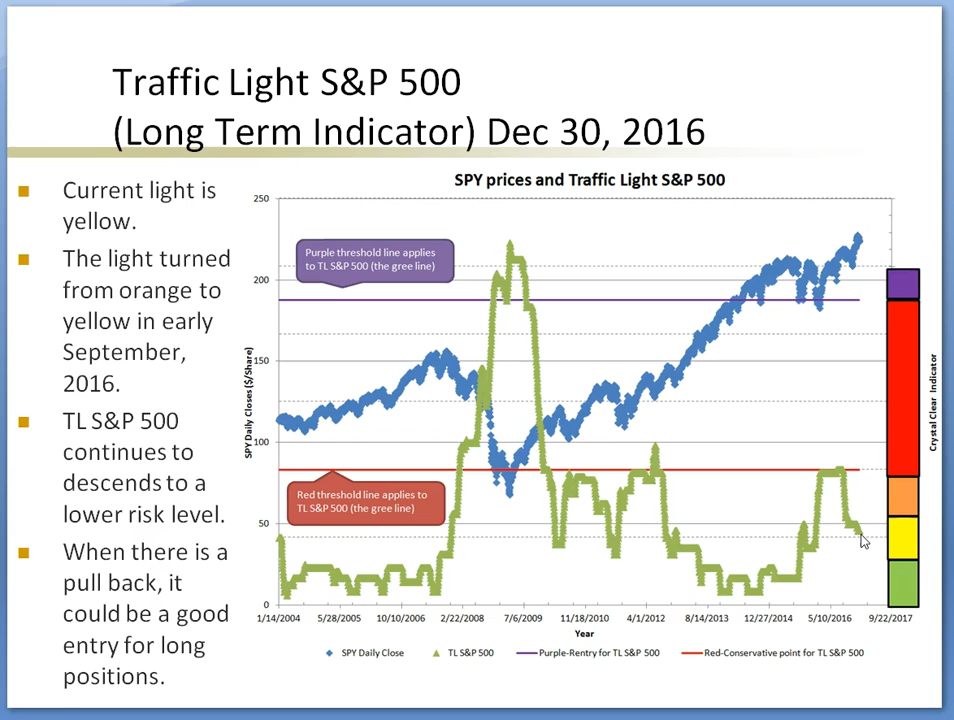 Traffic Light S&P 500
(Long Term Indicator) Dec 30, 2016
Current light is
yellow.
The light turned
from orange to
yellow in early
September,
2016.
TL S&P 500
continues to
descends to a
lower risk level.
When there is a
pull back, it
could be a good
entry for long
positions.
SPY prices and Traffic Light S&P 500
250
200
150
100
50
0
SPY Daily Closes ($/Share)
Purple threshold line applies
to TL S&P 500 (the gree line)
Red threshold line applies to
TL S&P 500 (the gree line)
Crystal Clear Indicator
1/14/2004 5/28/2005 10/10/2006 2/22/2008 7/6/2009 11/18/2010 4/1/2012 8/14/2013 12/27/2014 5/10/2016 9/22/2017
Year
SPY Daily Close TL S&P 500 Purple-Rentry for TL S&P 500 Red-Conservative point for TL S&P 500